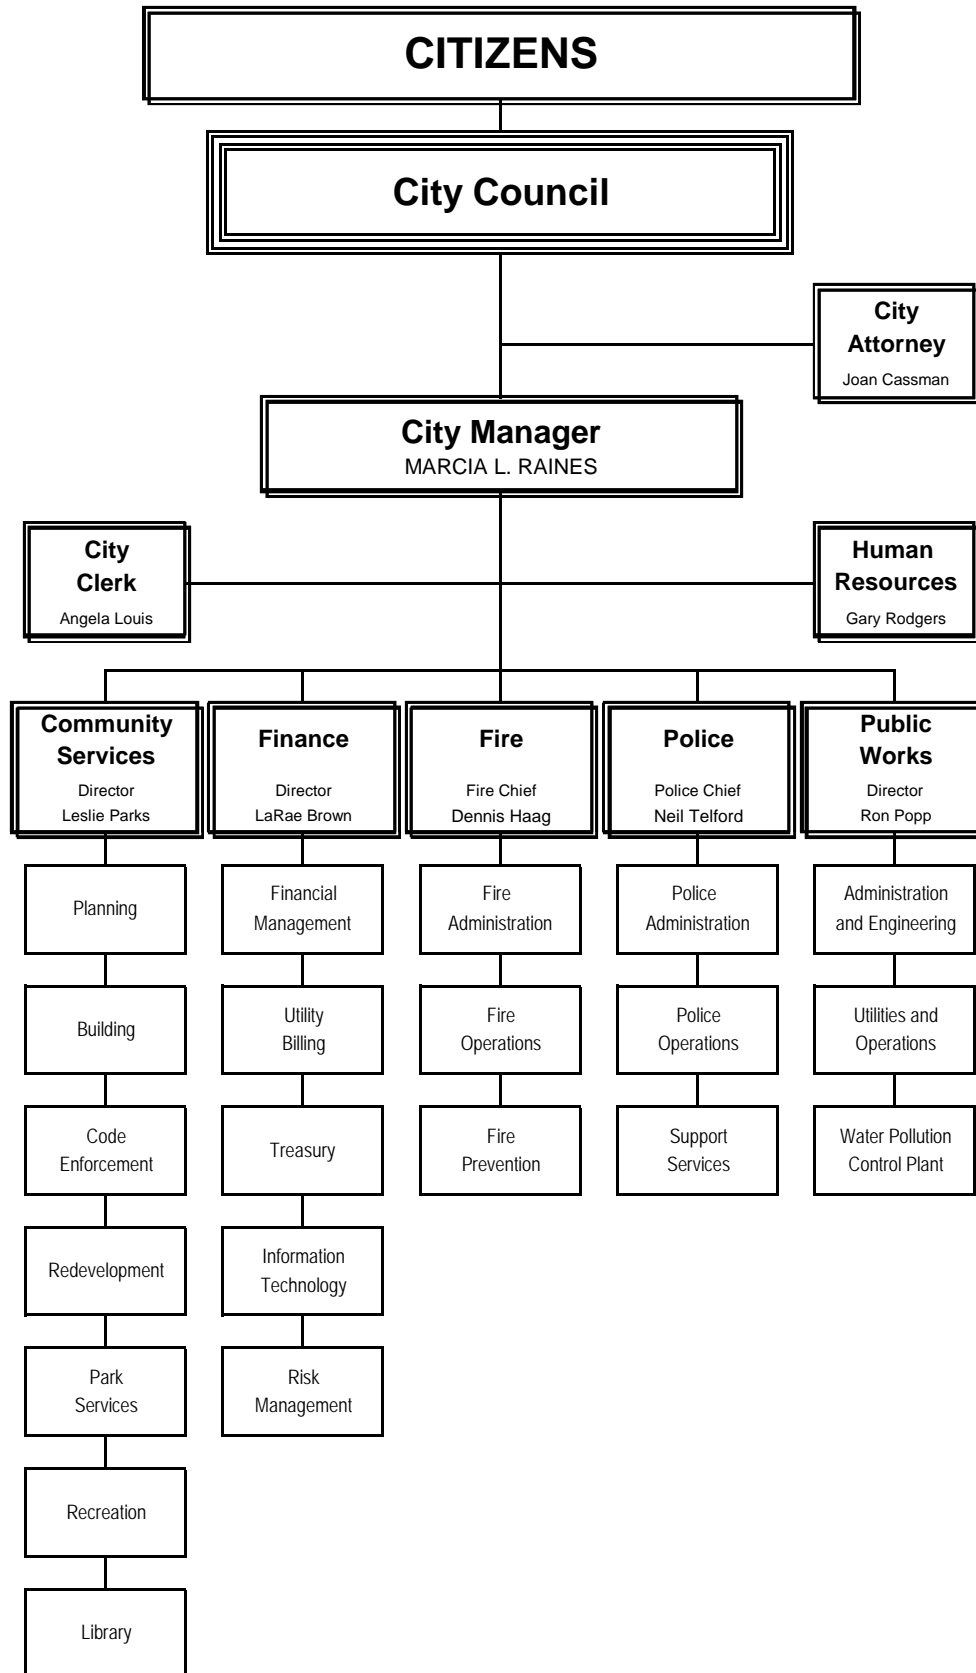 CITIZENS
City Council
City
Attorney
Joan Cassman
City Manager
MARCIA L. RAINES
City
Clerk
Angela Louis
Human
Resources
Gary Rodgers
Community
Services
Director
Leslie Parks
Finance
Director
LaRae Brown
Fire
Fire Chief
Dennis Haag
Police
Police Chief
Neil Telford
Public
Works
Director
Ron Popp
Planning
Building
Code
Enforcement
Redevelopment
Park
Services
Recreation
Library
Financial
Management
Utility
Billing
Treasury
Information
Technology
Risk
Management
Fire
Administration
Fire
Operations
Fire
Prevention
Police
Administration
Police
Operations
Support
Services
Administration
and Engineering
Utilities and
Operations
Water Pollution
Control Plant